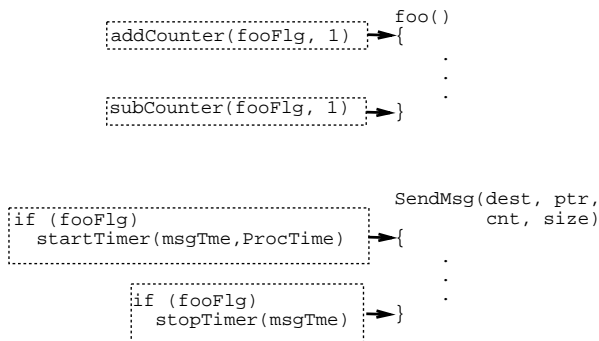 foo()
addCounter(fooFlg, 1) {
.
.
.
subCounter(fooFlg, 1) }
SendMsg(dest, ptr,
cnt, size)
if (fooFlg)
startTimer(msgTme,ProcTime) {
.
.
.
if (fooFlg)
stopTimer(msgTme) }